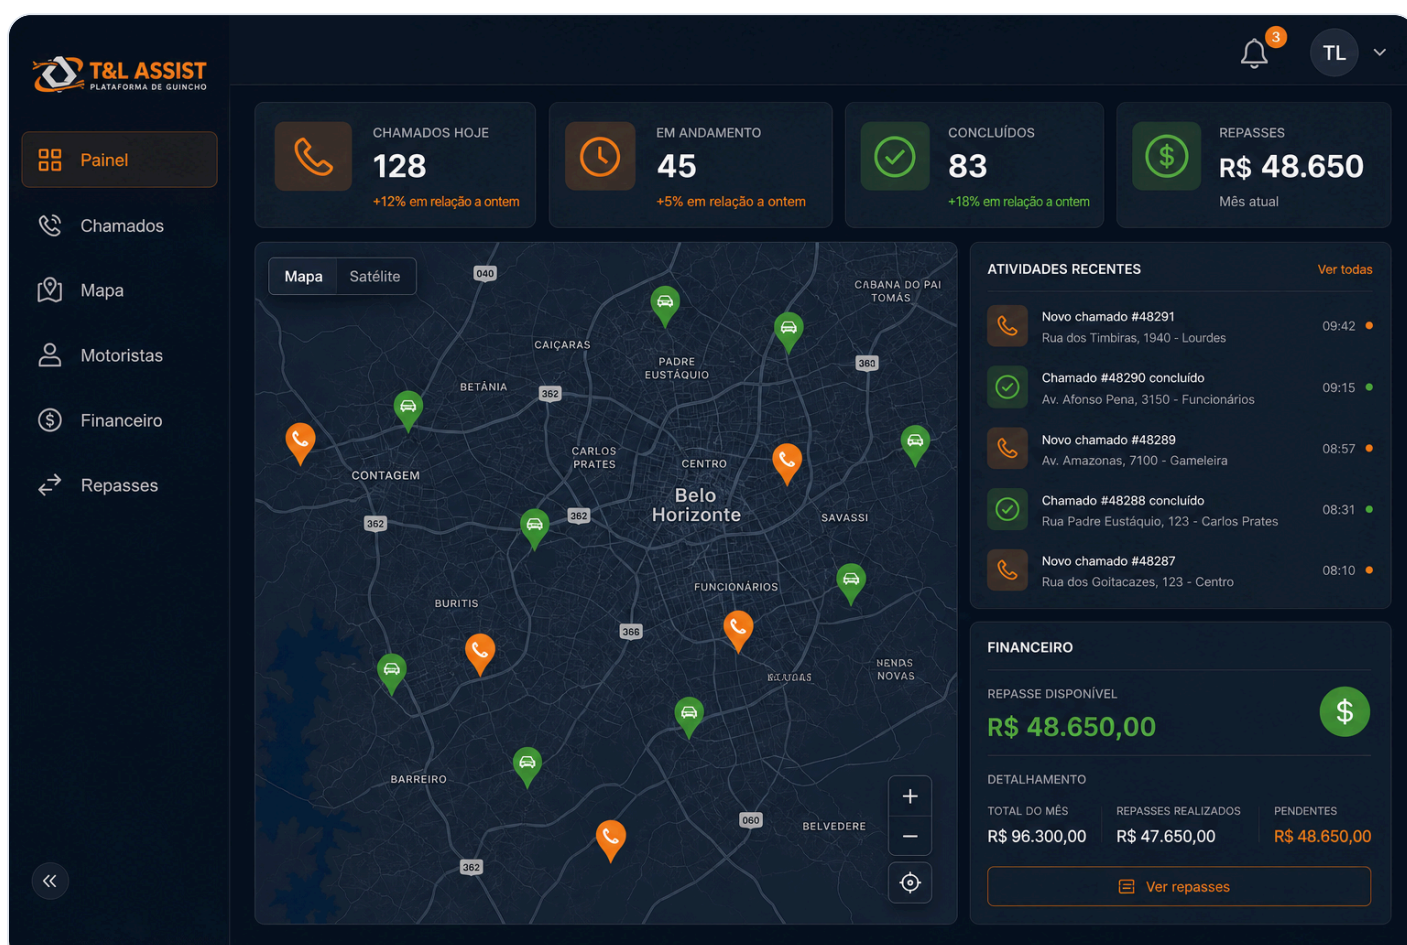 T&L ASSIST
PLATAFORMA DE GUINCHO
3
TL
Painel
Chamados
Mapa
Motoristas
Financeiro
Repasses
CHAMADOS HOJE
128
+12% em relação a ontem
EM ANDAMENTO
45
+5% em relação a ontem
CONCLUÍDOS
83
+18% em relação a ontem
REPASSES
R$ 48.650
Mês atual
Mapa
Satélite
040
CABANA DO PAI
TOMÁS
CAIÇARAS
PADRE
EUSTÁQUIO
360
BETÂNIA
362
CARLOS
PRATES
CENTRO
CONTAGEM
Belo
Horizonte
362
362
SAVASSI
FUNCIONÁRIOS
BURITIS
366
NOVAS
BARREIRO
060
BELVEDERE
362
+
−
ATIVIDADES RECENTES
Ver todas
Novo chamado #48291
Rua dos Timbiras, 1940 - Lourdes
09:42
Chamado #48290 concluído
Av. Afonso Pena, 3150 - Funcionários
09:15
Novo chamado #48289
Av. Amazonas, 7100 - Gameleira
08:57
Chamado #48288 concluído
Rua Padre Eustáquio, 123 - Carlos Prates
08:31
Novo chamado #48287
Rua dos Goitacazes, 123 - Centro
08:10
FINANCEIRO
REPASSE DISPONÍVEL
R$ 48.650,00
$
DETALHAMENTO
TOTAL DO MÊS
R$ 96.300,00
REPASSES REALIZADOS
R$ 47.650,00
PENDENTES
R$ 48.650,00
Ver repasses